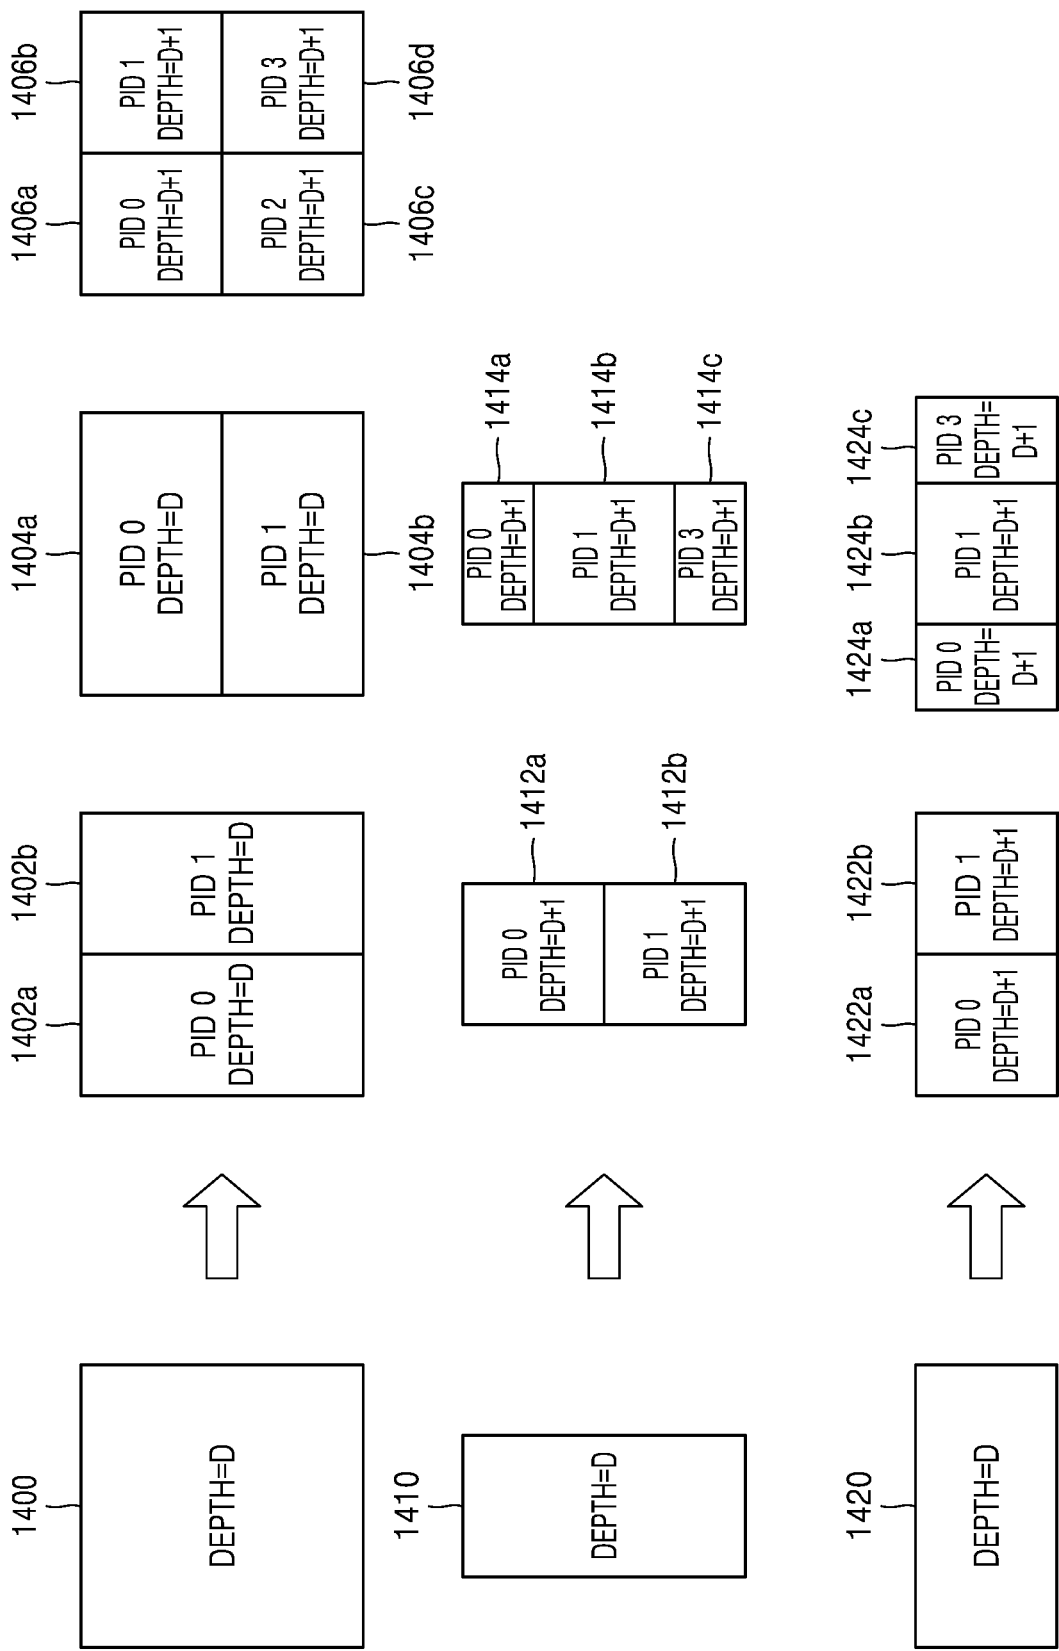 1400
DEPTH=D
1402a
1402b
PID 0
DEPTH=D
PID 1
DEPTH=D
1404a
PID 0
DEPTH=D
PID 1
DEPTH=D
1404b
1406a
1406b
PID 0
DEPTH=D+1
PID 1
DEPTH=D+1
PID 2
DEPTH=D+1
PID 3
DEPTH=D+1
1406c
1406d
1410
DEPTH=D
PID 0
DEPTH=D+1
1412a
PID 1
DEPTH=D+1
1412b
PID 0
DEPTH=D+1
1414a
PID 1
DEPTH=D+1
1414b
PID 3
DEPTH=D+1
1414c
1420
DEPTH=D
1422a
1422b
PID 0
DEPTH=D+1
PID 1
DEPTH=D+1
1424a
1424b
1424c
PID 0
DEPTH=
D+1
PID 1
DEPTH=D+1
PID 3
DEPTH=
D+1